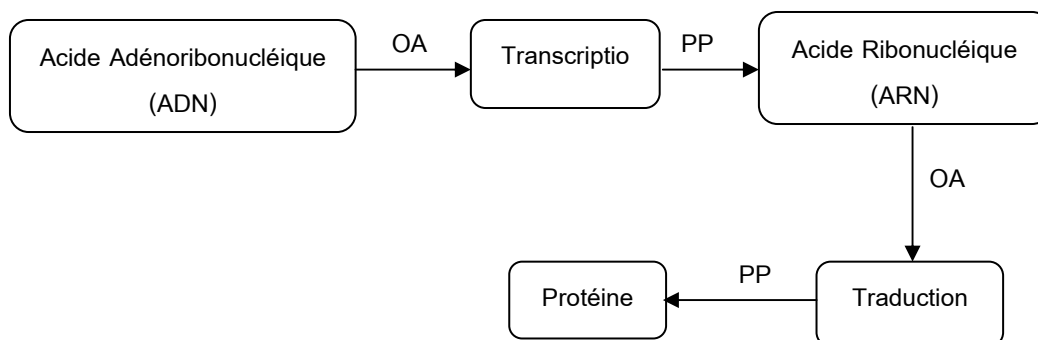 Acide Adénoribonucléique
(ADN)
OA
Transcriptio
PP
Acide Ribonucléique
(ARN)
OA
Traduction
PP
Protéine